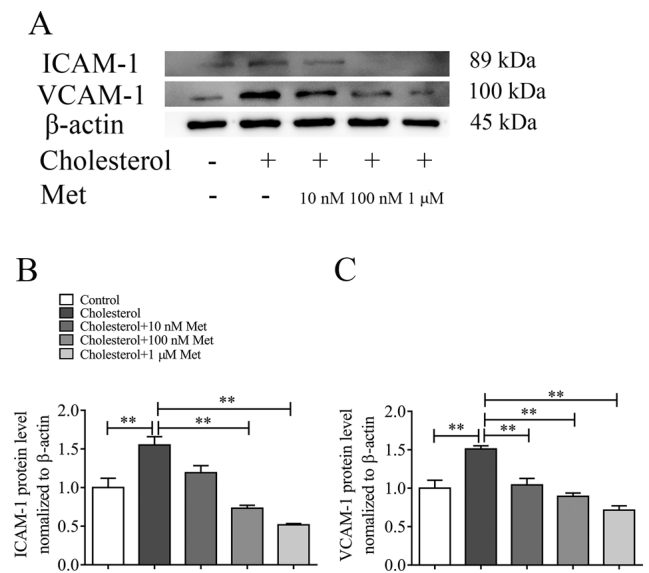 A
ICAM-1 89 kDa
VCAM-1 100 kDa
β-actin 45 kDa
Cholesterol - + + + +
Met - - 10 nM 100 nM 1 μM
B
Control
Cholesterol
Cholesterol+10 nM Met
Cholesterol+100 nM Met
Cholesterol+1 μM Met
ICAM-1 protein level
nomalized to β-actin
2.0
1.5
1.0
0.5
0.0
**
**
**
C
VCAM-1 protein level
nomalized to β-actin
2.0
1.5
1.0
0.5
0.0
**
**
**
**